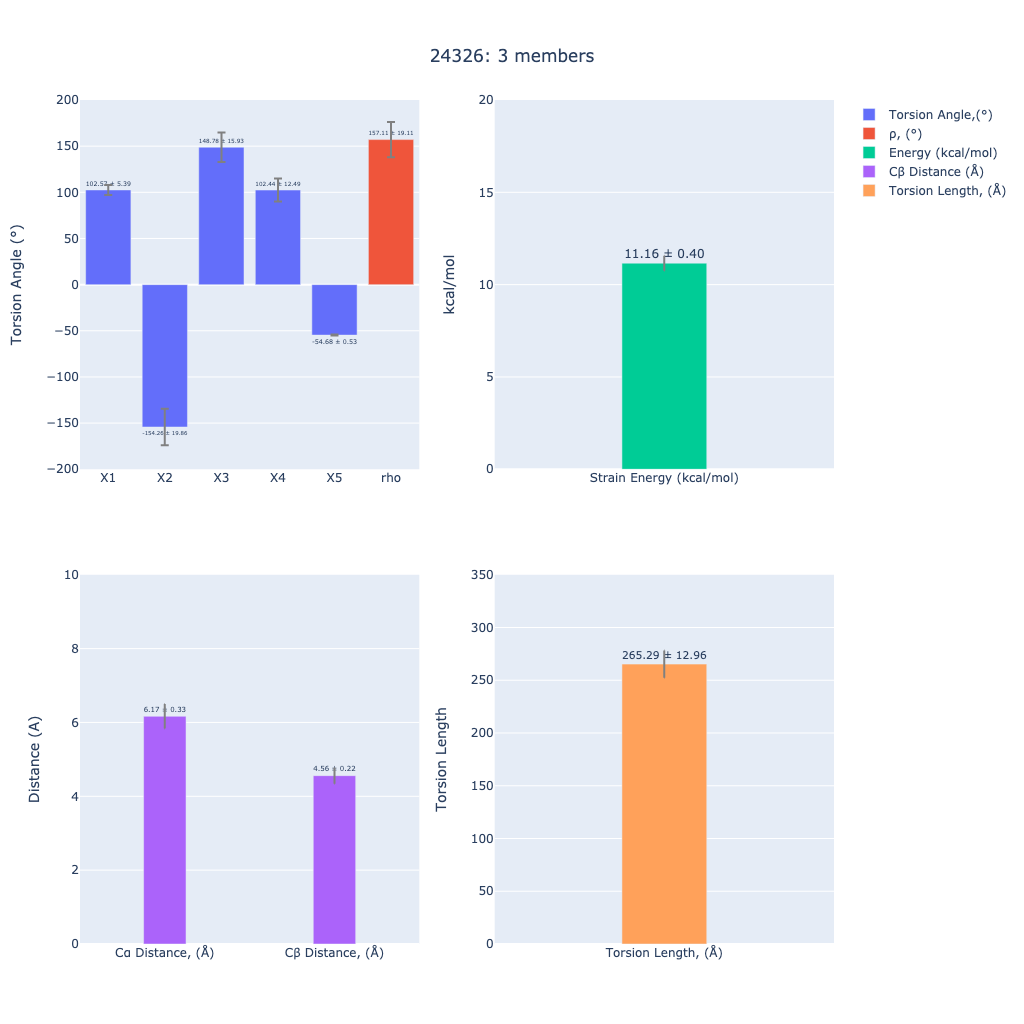 24326: 3 members
Torsion Angle (°)
200
150
100
50
0
−50
−100
−150
−200
102.57 ± 5.39
-154.26 ± 19.86
148.78 ± 15.93
102.44 ± 12.49
-54.68 ± 0.53
157.11 ± 19.11
X1 X2 X3 X4 X5 rho
kcal/mol
20
15
10
5
0
11.16 ± 0.40
Strain Energy (kcal/mol)
Torsion Angle,(°)
ρ, (°)
Energy (kcal/mol)
Cβ Distance (Å)
Torsion Length, (Å)
Distance (A)
10
8
6
4
2
0
6.17 ± 0.33
4.56 ± 0.22
Cα Distance, (Å) Cβ Distance, (Å)
Torsion Length
350
300
250
200
150
100
50
0
265.29 ± 12.96
Torsion Length, (Å)